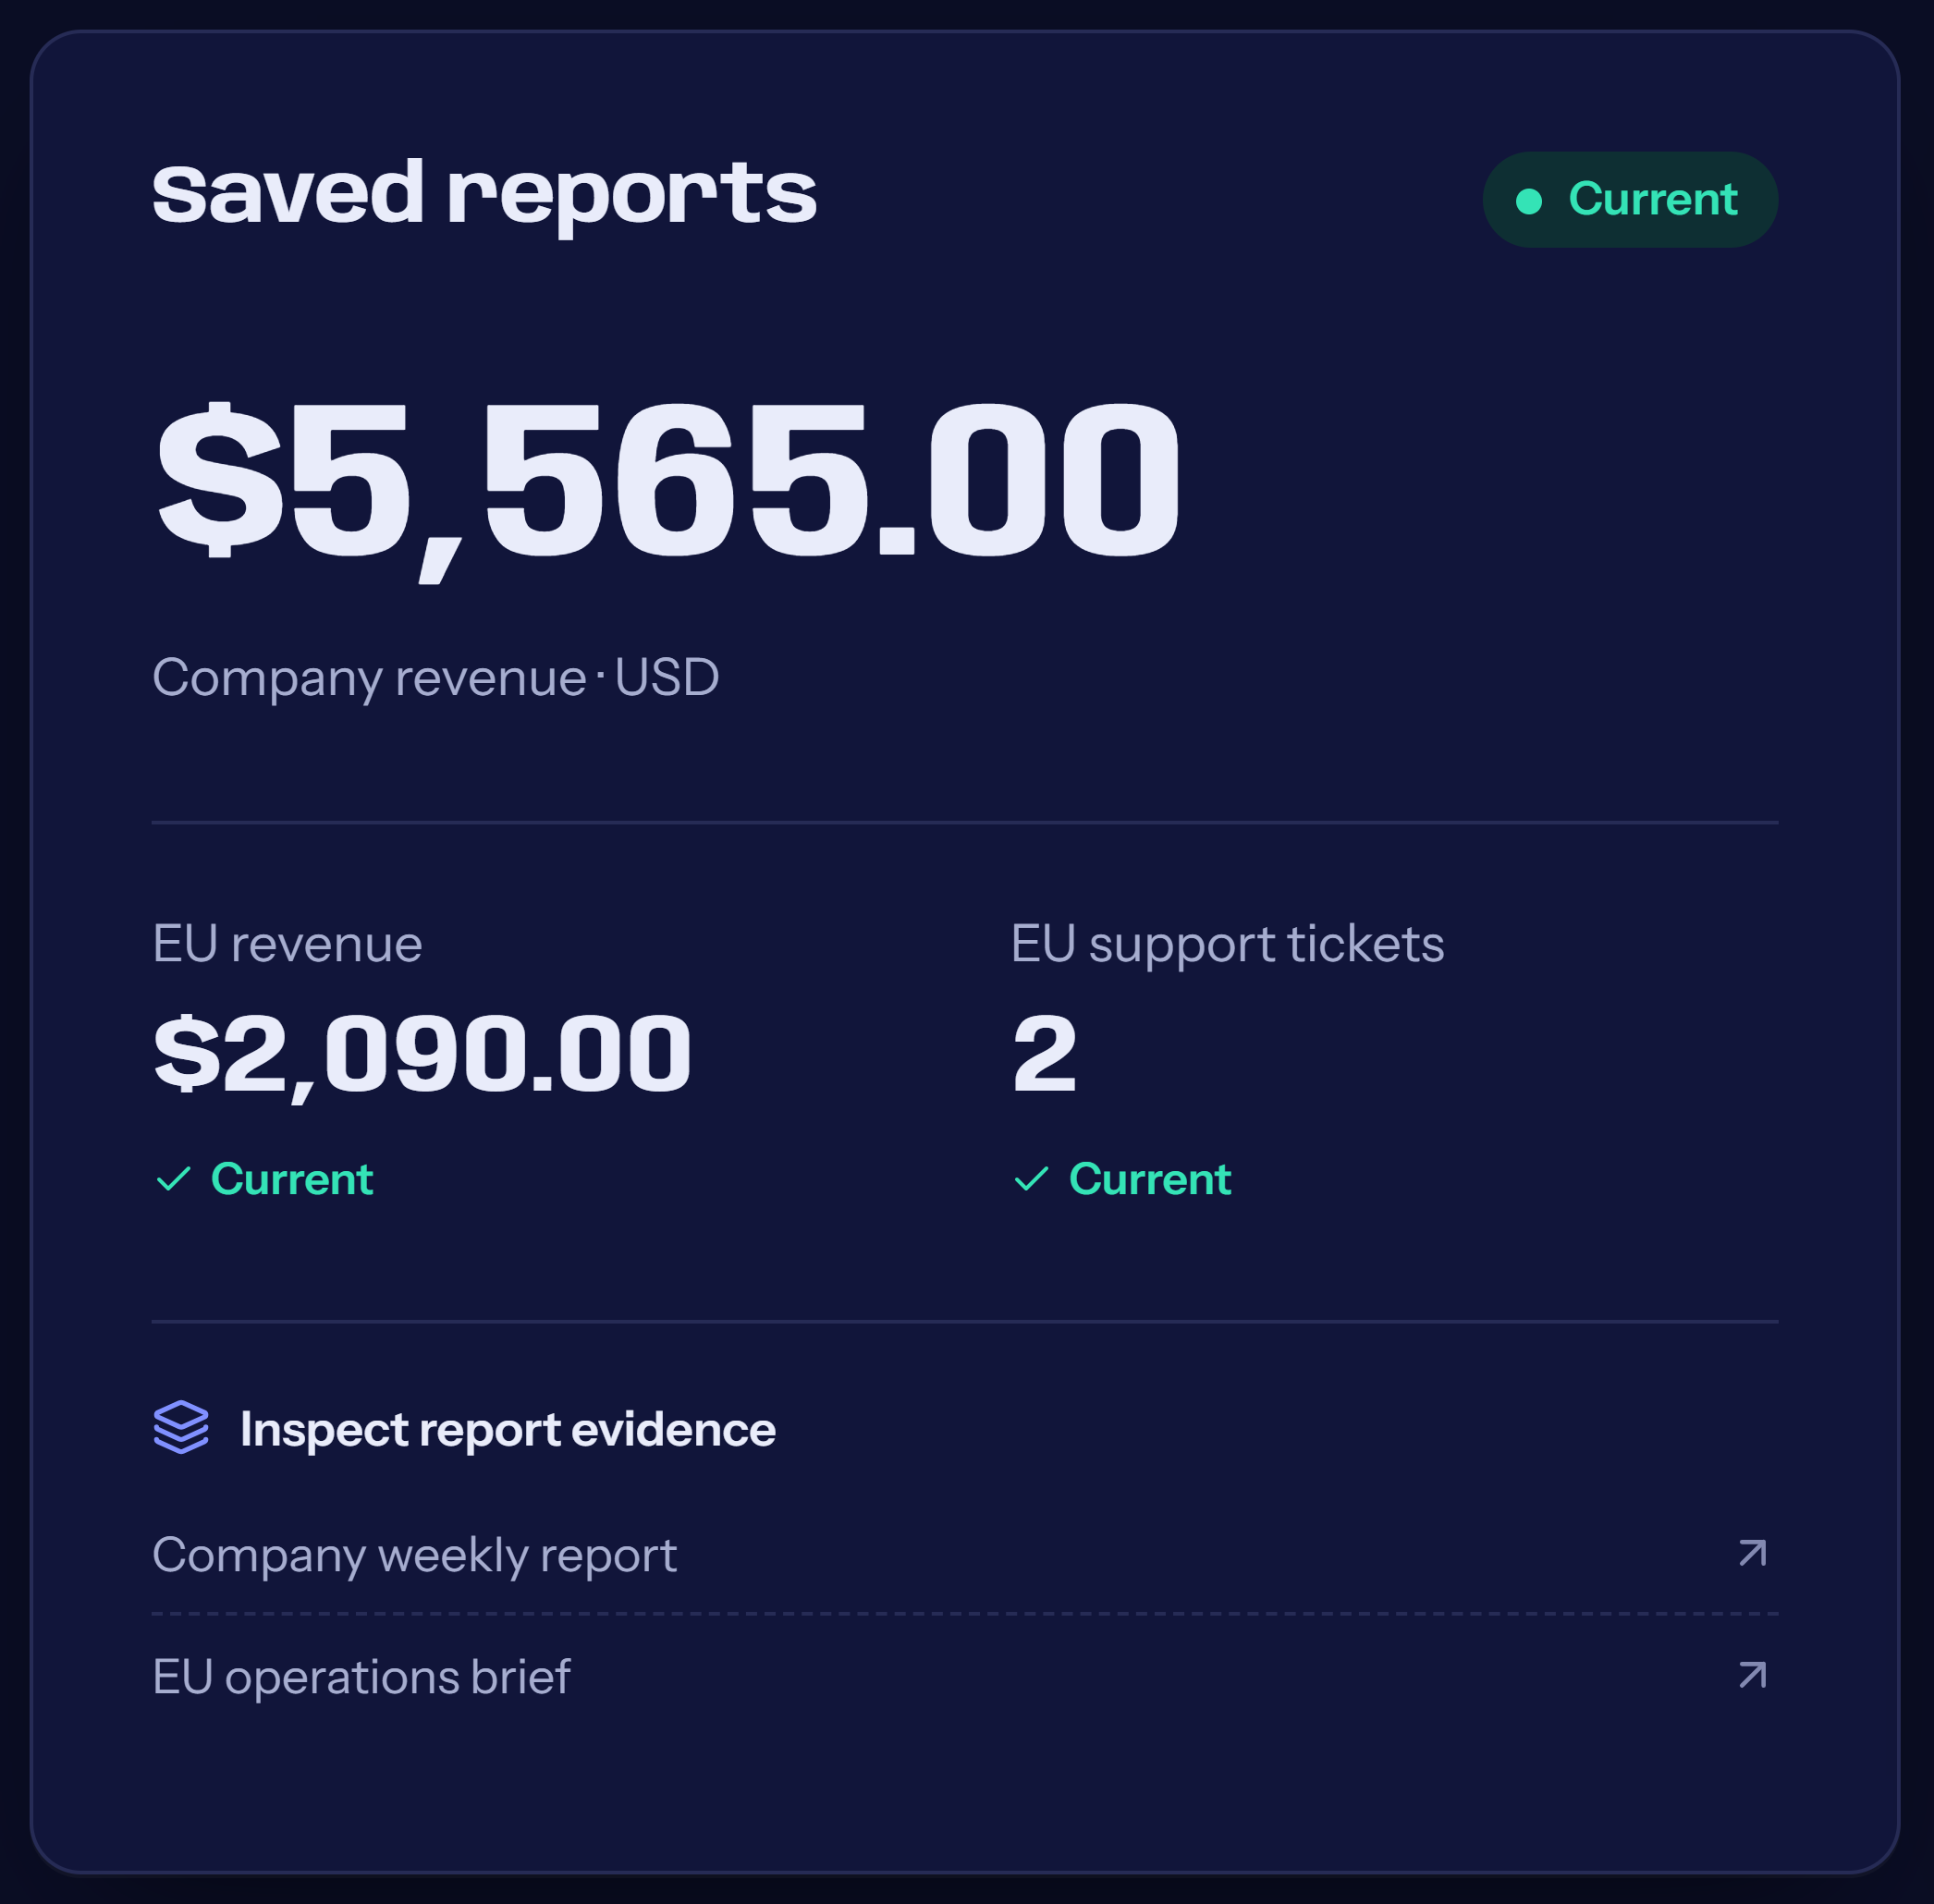 Saved reports
Current
$5,565.00
Company revenue · USD
EU revenue
$2,090.00
Current
EU support tickets
2
Current
Inspect report evidence
Company weekly report
EU operations brief